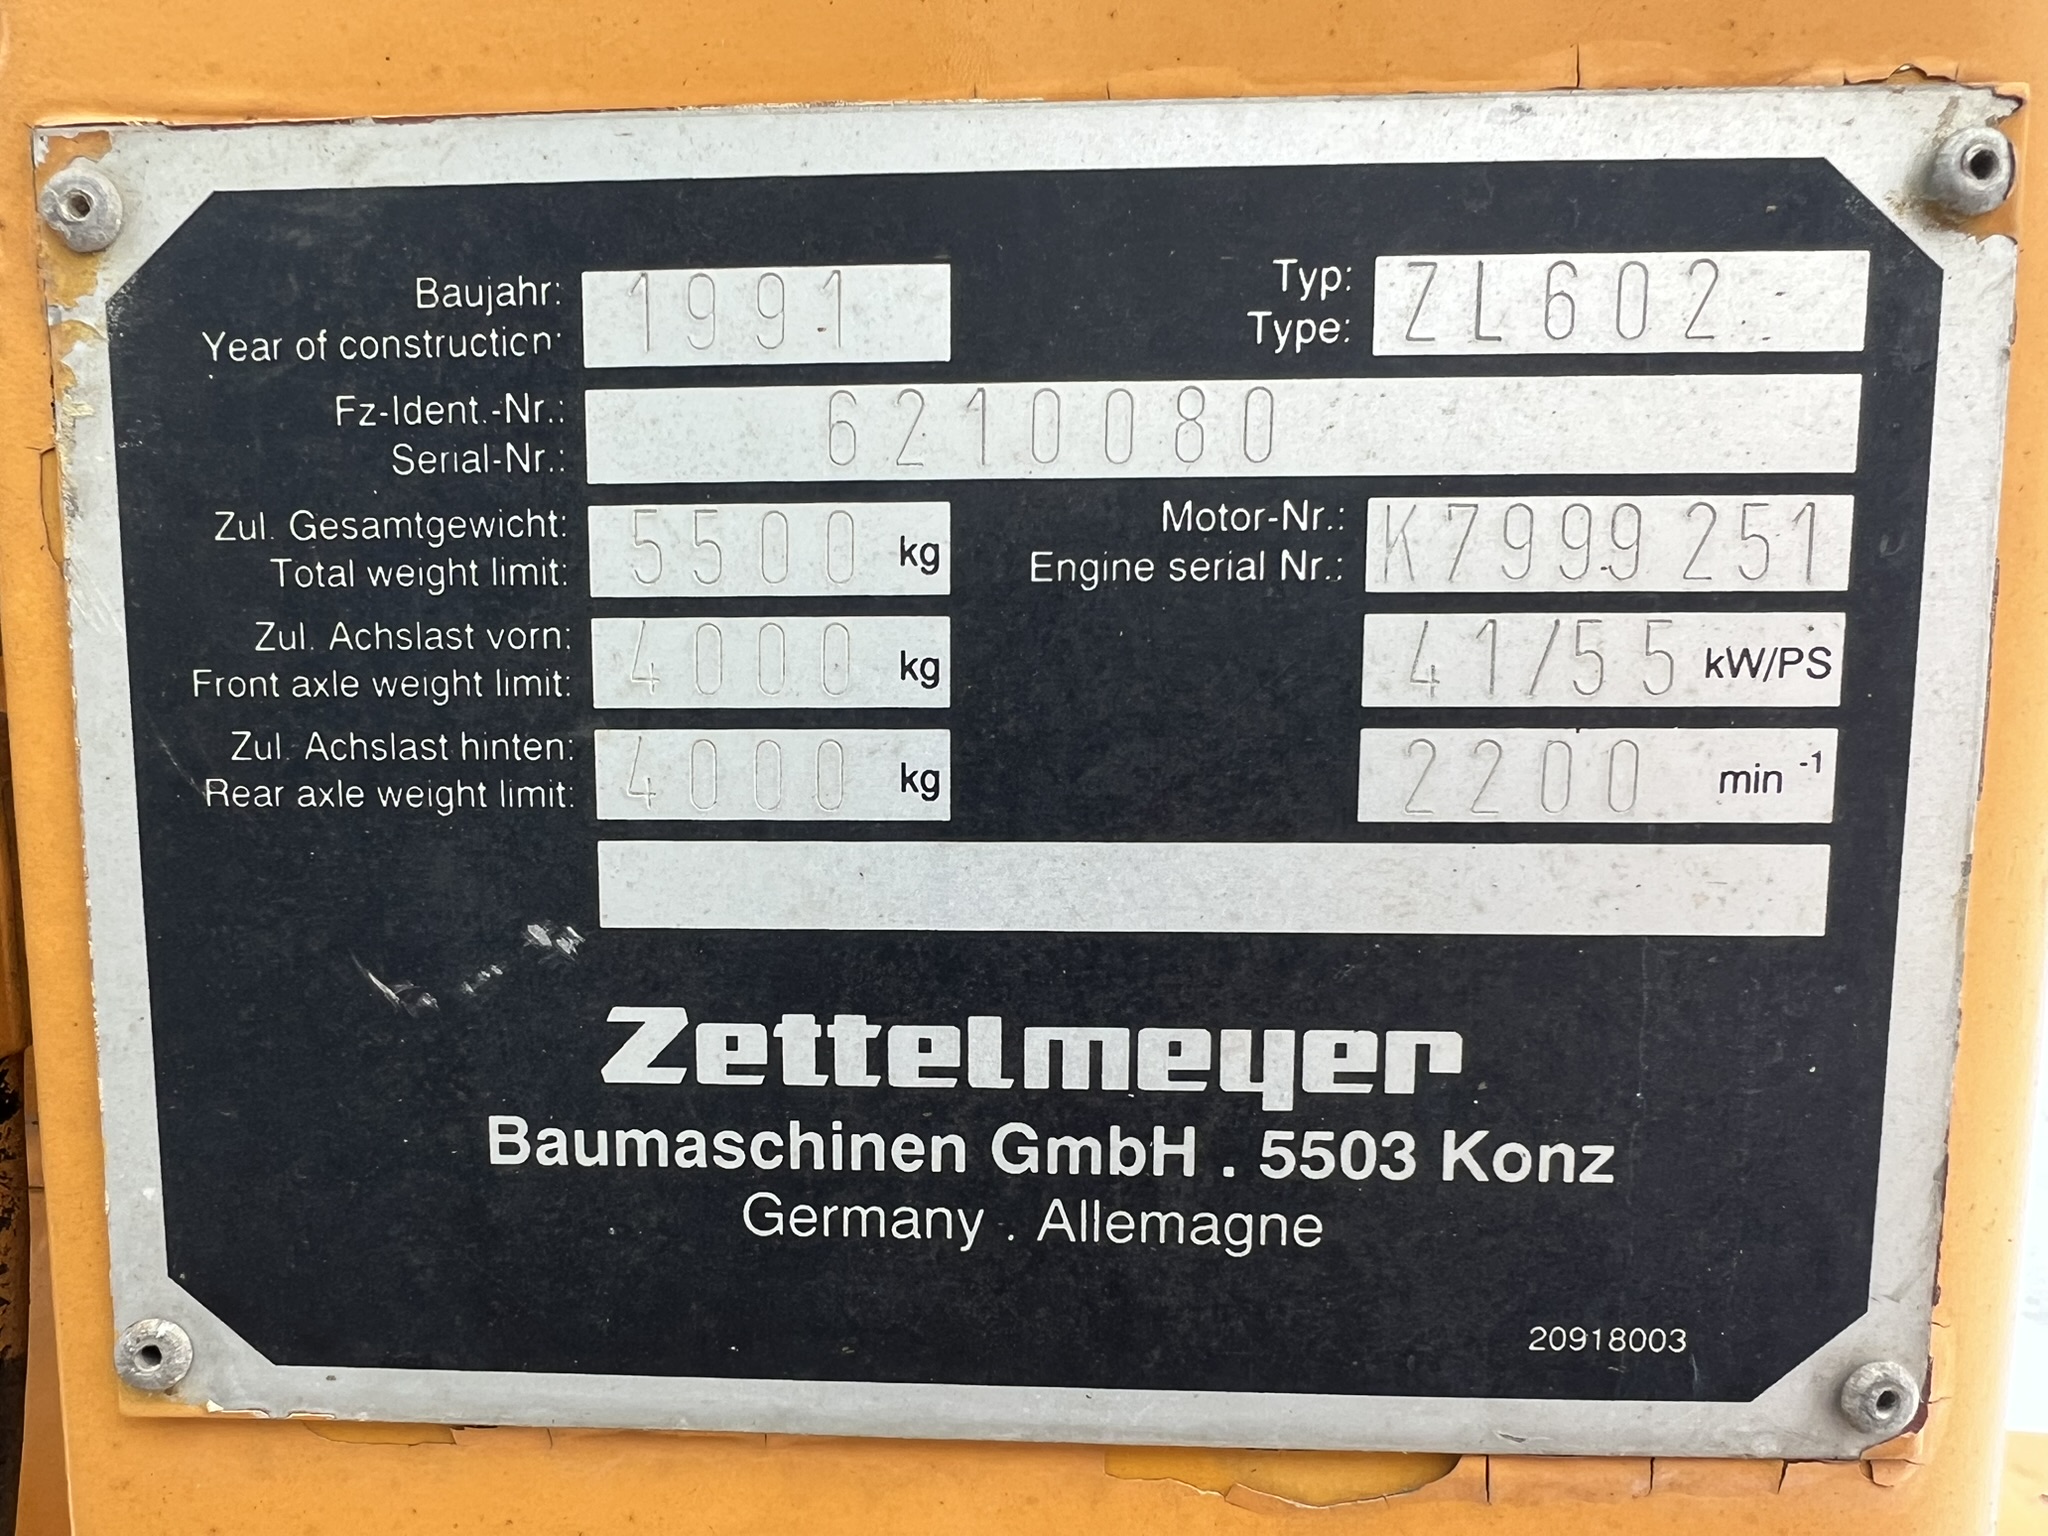 Baujahr: 1991
Year of construction:
Typ: ZL602
Type:
Fz-Ident.-Nr.: 6210080
Serial-Nr.:
Zul. Gesamtgewicht: 5500 kg
Total weight limit:
Motor-Nr.: K7999251
Engine serial Nr.:
Zul. Achslast vorn: 4000 kg
Front axle weight limit:
41/55 kW/PS
Zul. Achslast hinten: 4000 kg
Rear axle weight limit:
2200 min⁻¹
Zettelmeyer
Baumaschinen GmbH . 5503 Konz
Germany . Allemagne
20918003